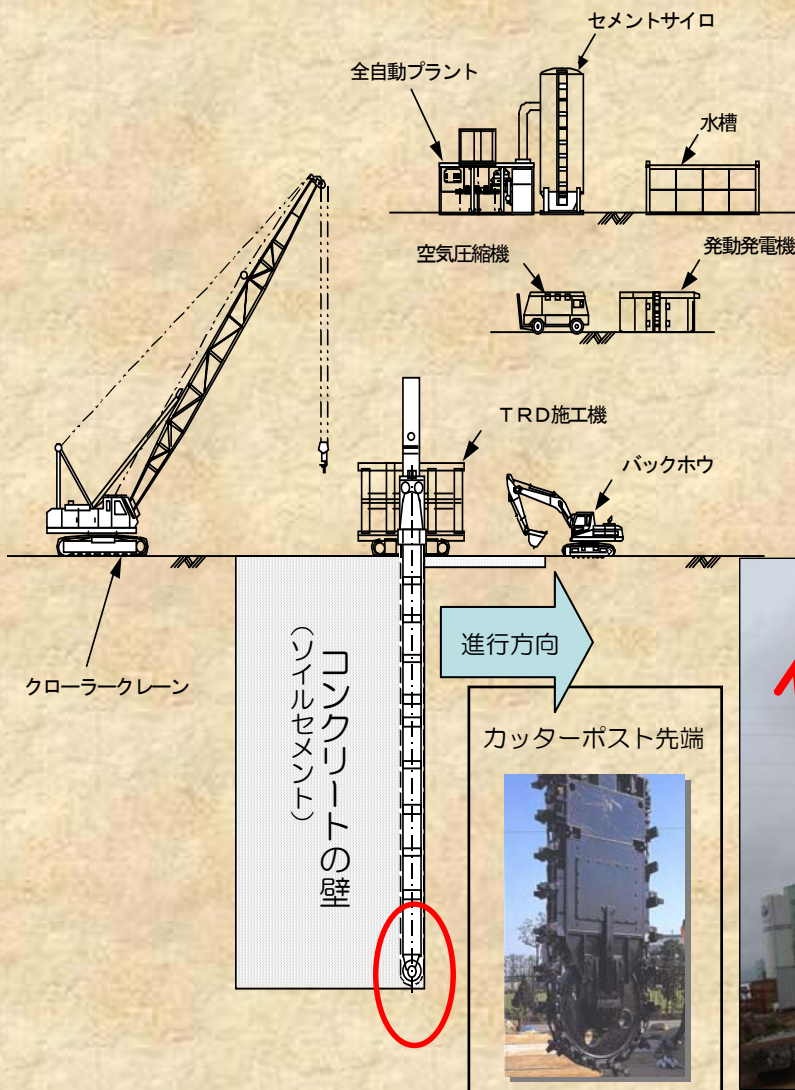 セメントサイロ
全自動プラント
水槽
空気圧縮機
発動発電機
TRD施工機
バックホウ
クローラークレーン
コンクリートの壁
（ソイルセメント）
進行方向
カッターポスト先端